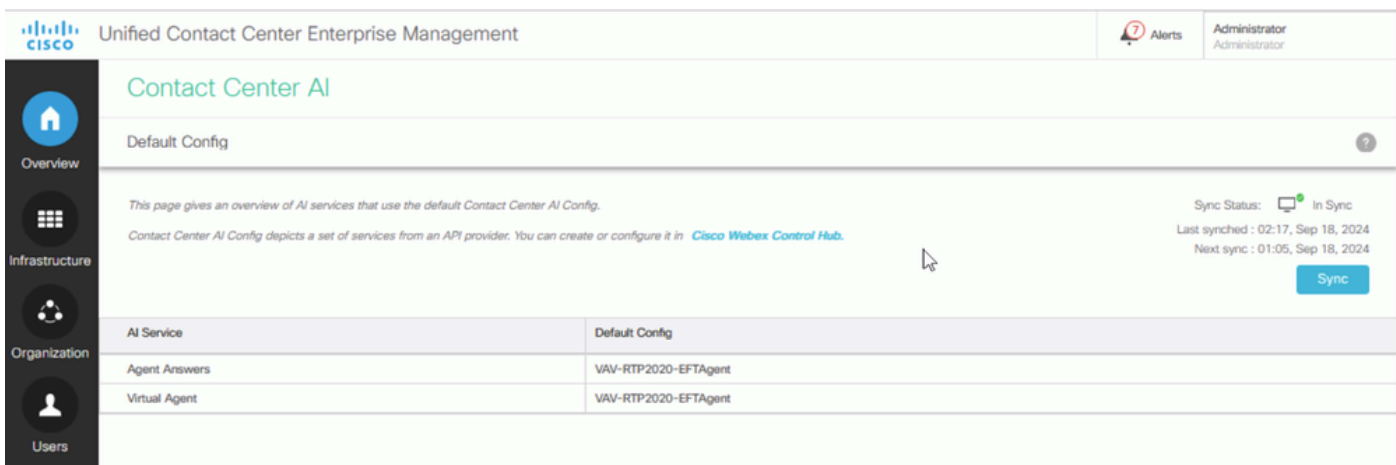 CISCO Unified Contact Center Enterprise Management 7 Alerts Administrator
Administrator
Contact Center AI
Default Config ?
Overview
Infrastructure
Organization
Users
This page gives an overview of AI services that use the default Contact Center AI Config.
Contact Center AI Config depicts a set of services from an API provider. You can create or configure it in Cisco Webex Control Hub.
Sync Status: In Sync
Last synched : 02:17, Sep 18, 2024
Next sync : 01:05, Sep 18, 2024
Sync
AI Service Default Config
Agent Answers VAV-RTP2020-EFTAgent
Virtual Agent VAV-RTP2020-EFTAgent